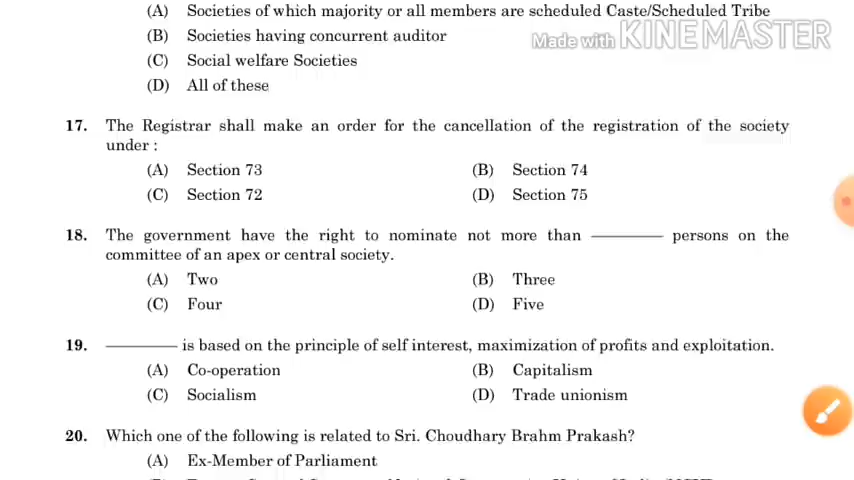 (A) Societies of which majority or all members are scheduled Caste/Scheduled Tribe
(B) Societies having concurrent auditor
Made with KINEMASTER
(C) Social welfare Societies
(D) All of these
17. The Registrar shall make an order for the cancellation of the registration of the society
under :
(A) Section 73 (B) Section 74
(C) Section 72 (D) Section 75
18. The government have the right to nominate not more than ——— persons on the
committee of an apex or central society.
(A) Two (B) Three
(C) Four (D) Five
19. ——— is based on the principle of self interest, maximization of profits and exploitation.
(A) Co-operation (B) Capitalism
(C) Socialism (D) Trade unionism
20. Which one of the following is related to Sri. Choudhary Brahm Prakash?
(A) Ex-Member of Parliament